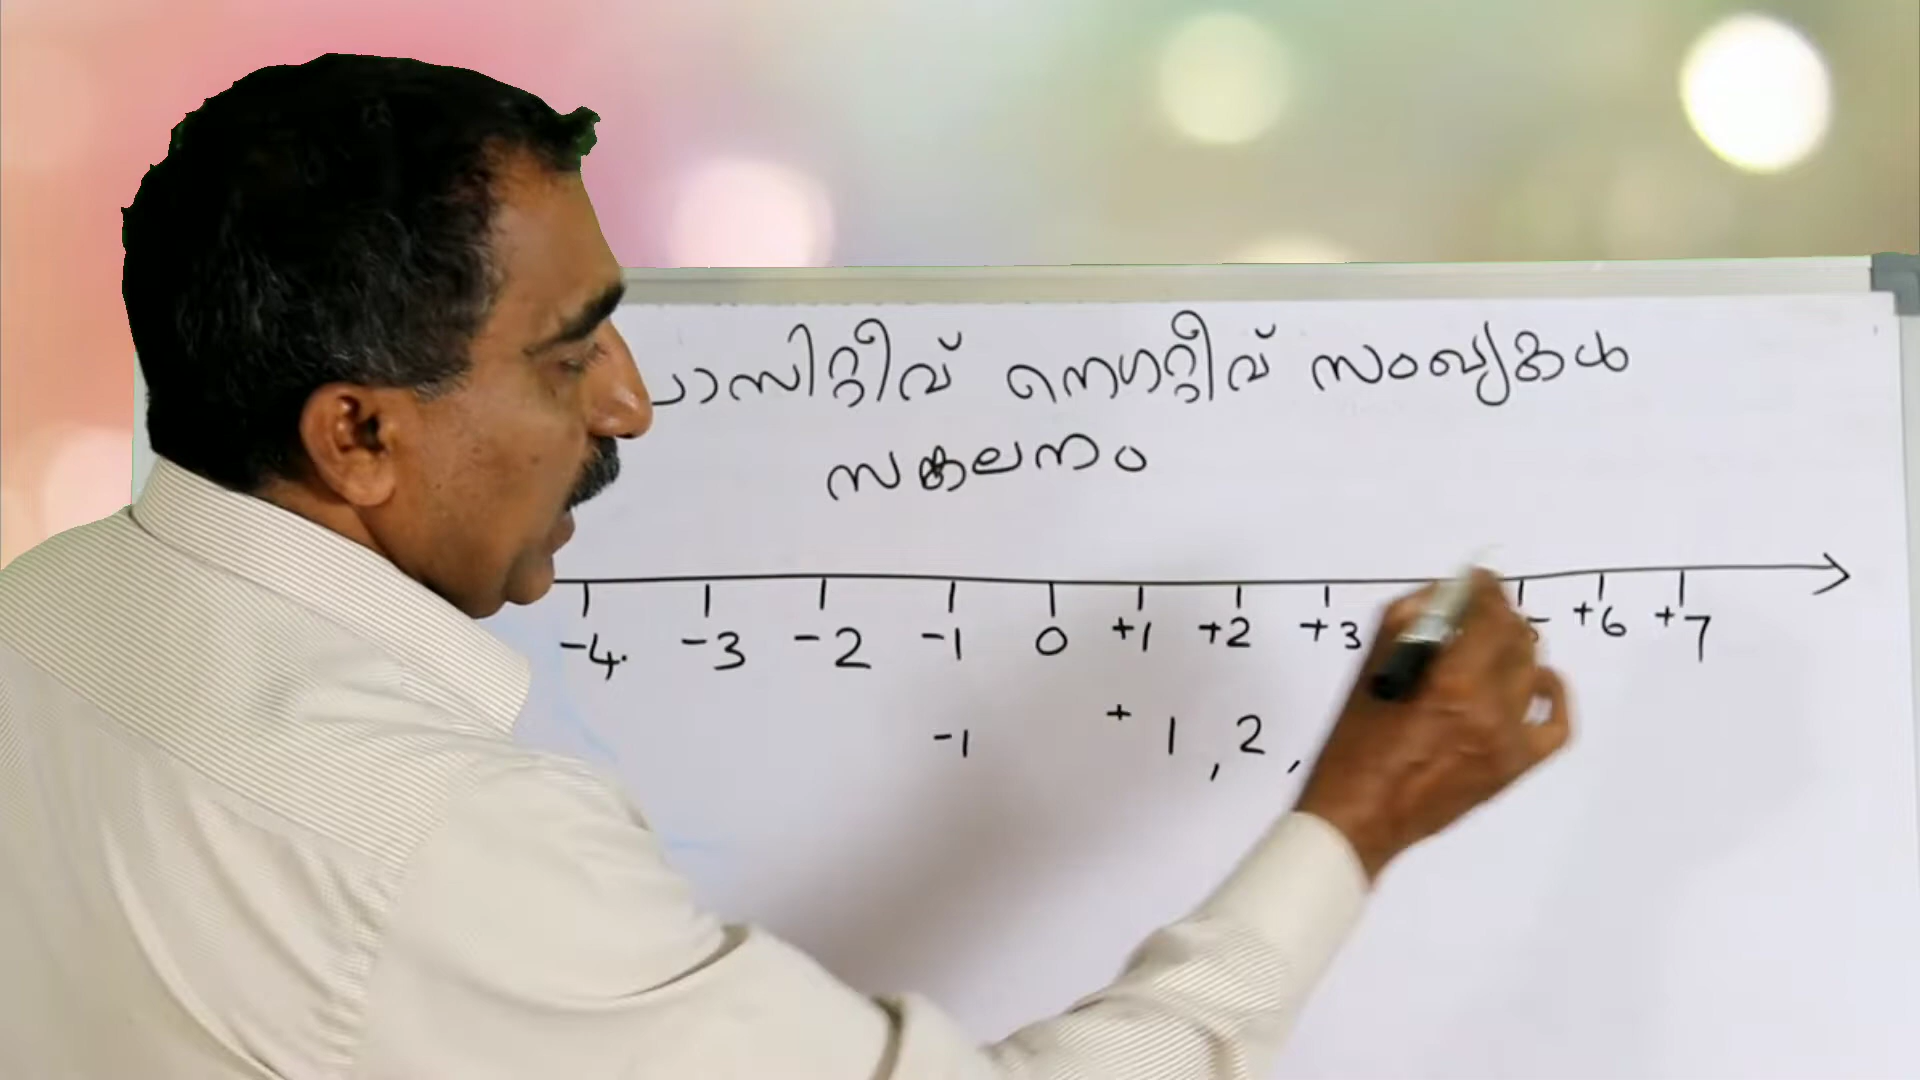 പോസിറ്റീവ് നെഗറ്റീവ് സംഖ്യകൾ
സങ്കലനം
-4 -3 -2 -1 0 +1 +2 +3 +6 +7
-1 + 1 , 2 ,